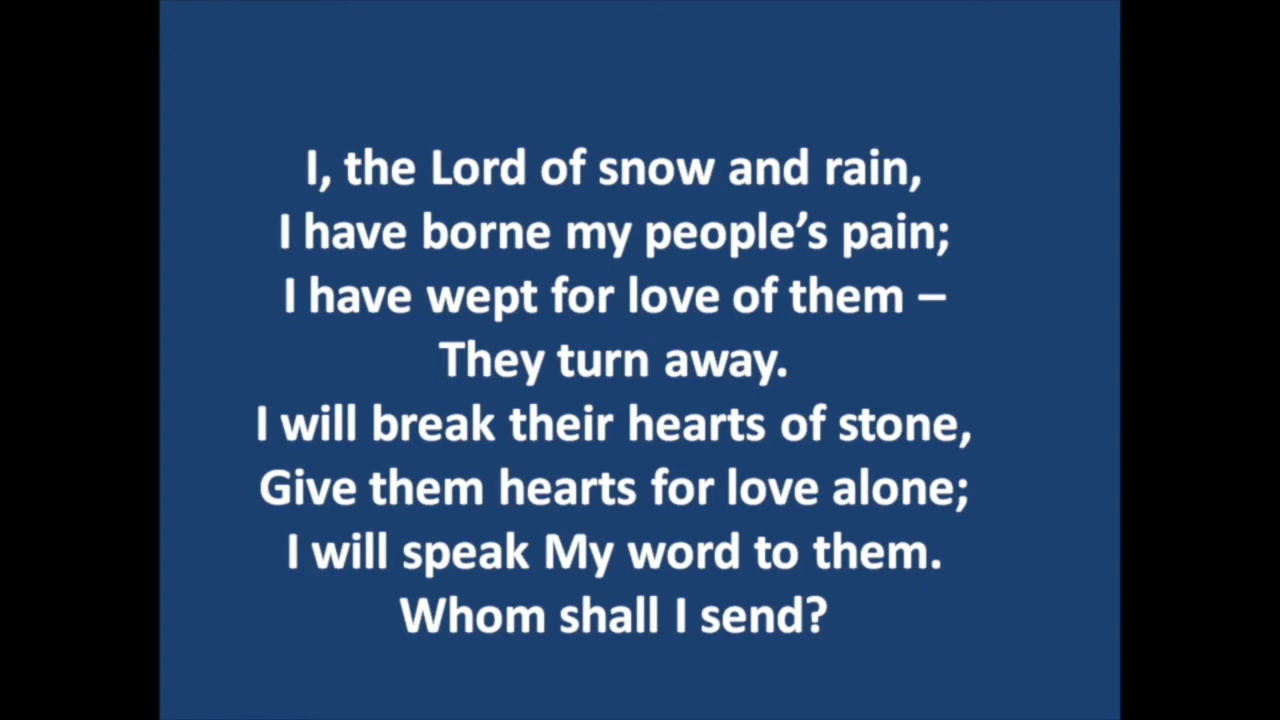 I, the Lord of snow and rain,
I have borne my people’s pain;
I have wept for love of them –
They turn away.
I will break their hearts of stone,
Give them hearts for love alone;
I will speak My word to them.
Whom shall I send?